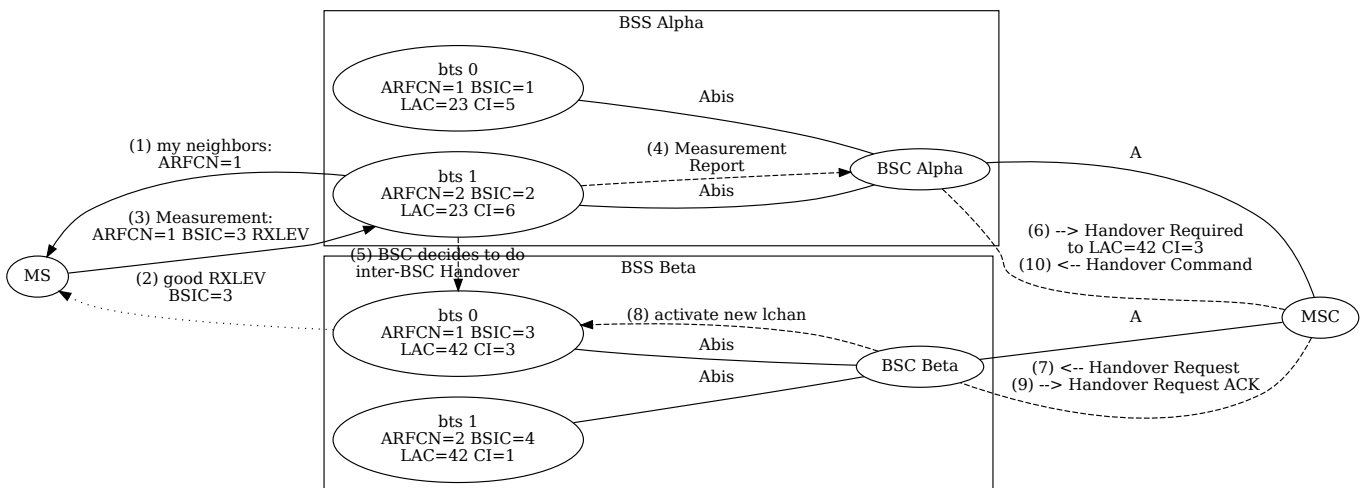 BSS Alpha
bts 0
ARFCN=1 BSIC=1
LAC=23 CI=5
Abis
(1) my neighbors:
ARFCN=1
(4) Measurement
Report
A
bts 1
ARFCN=2 BSIC=2
LAC=23 CI=6
BSC Alpha
Abis
(3) Measurement:
ARFCN=1 BSIC=3 RXLEV
(6) --> Handover Required
to LAC=42 CI=3
(10) <-- Handover Command
(5) BSC decides to do
inter-BSC Handover
MS
(2) good RXLEV
BSIC=3
BSS Beta
bts 0
ARFCN=1 BSIC=3
LAC=42 CI=3
(8) activate new lchan
A
MSC
Abis
BSC Beta
(7) <-- Handover Request
(9) --> Handover Request ACK
Abis
bts 1
ARFCN=2 BSIC=4
LAC=42 CI=1